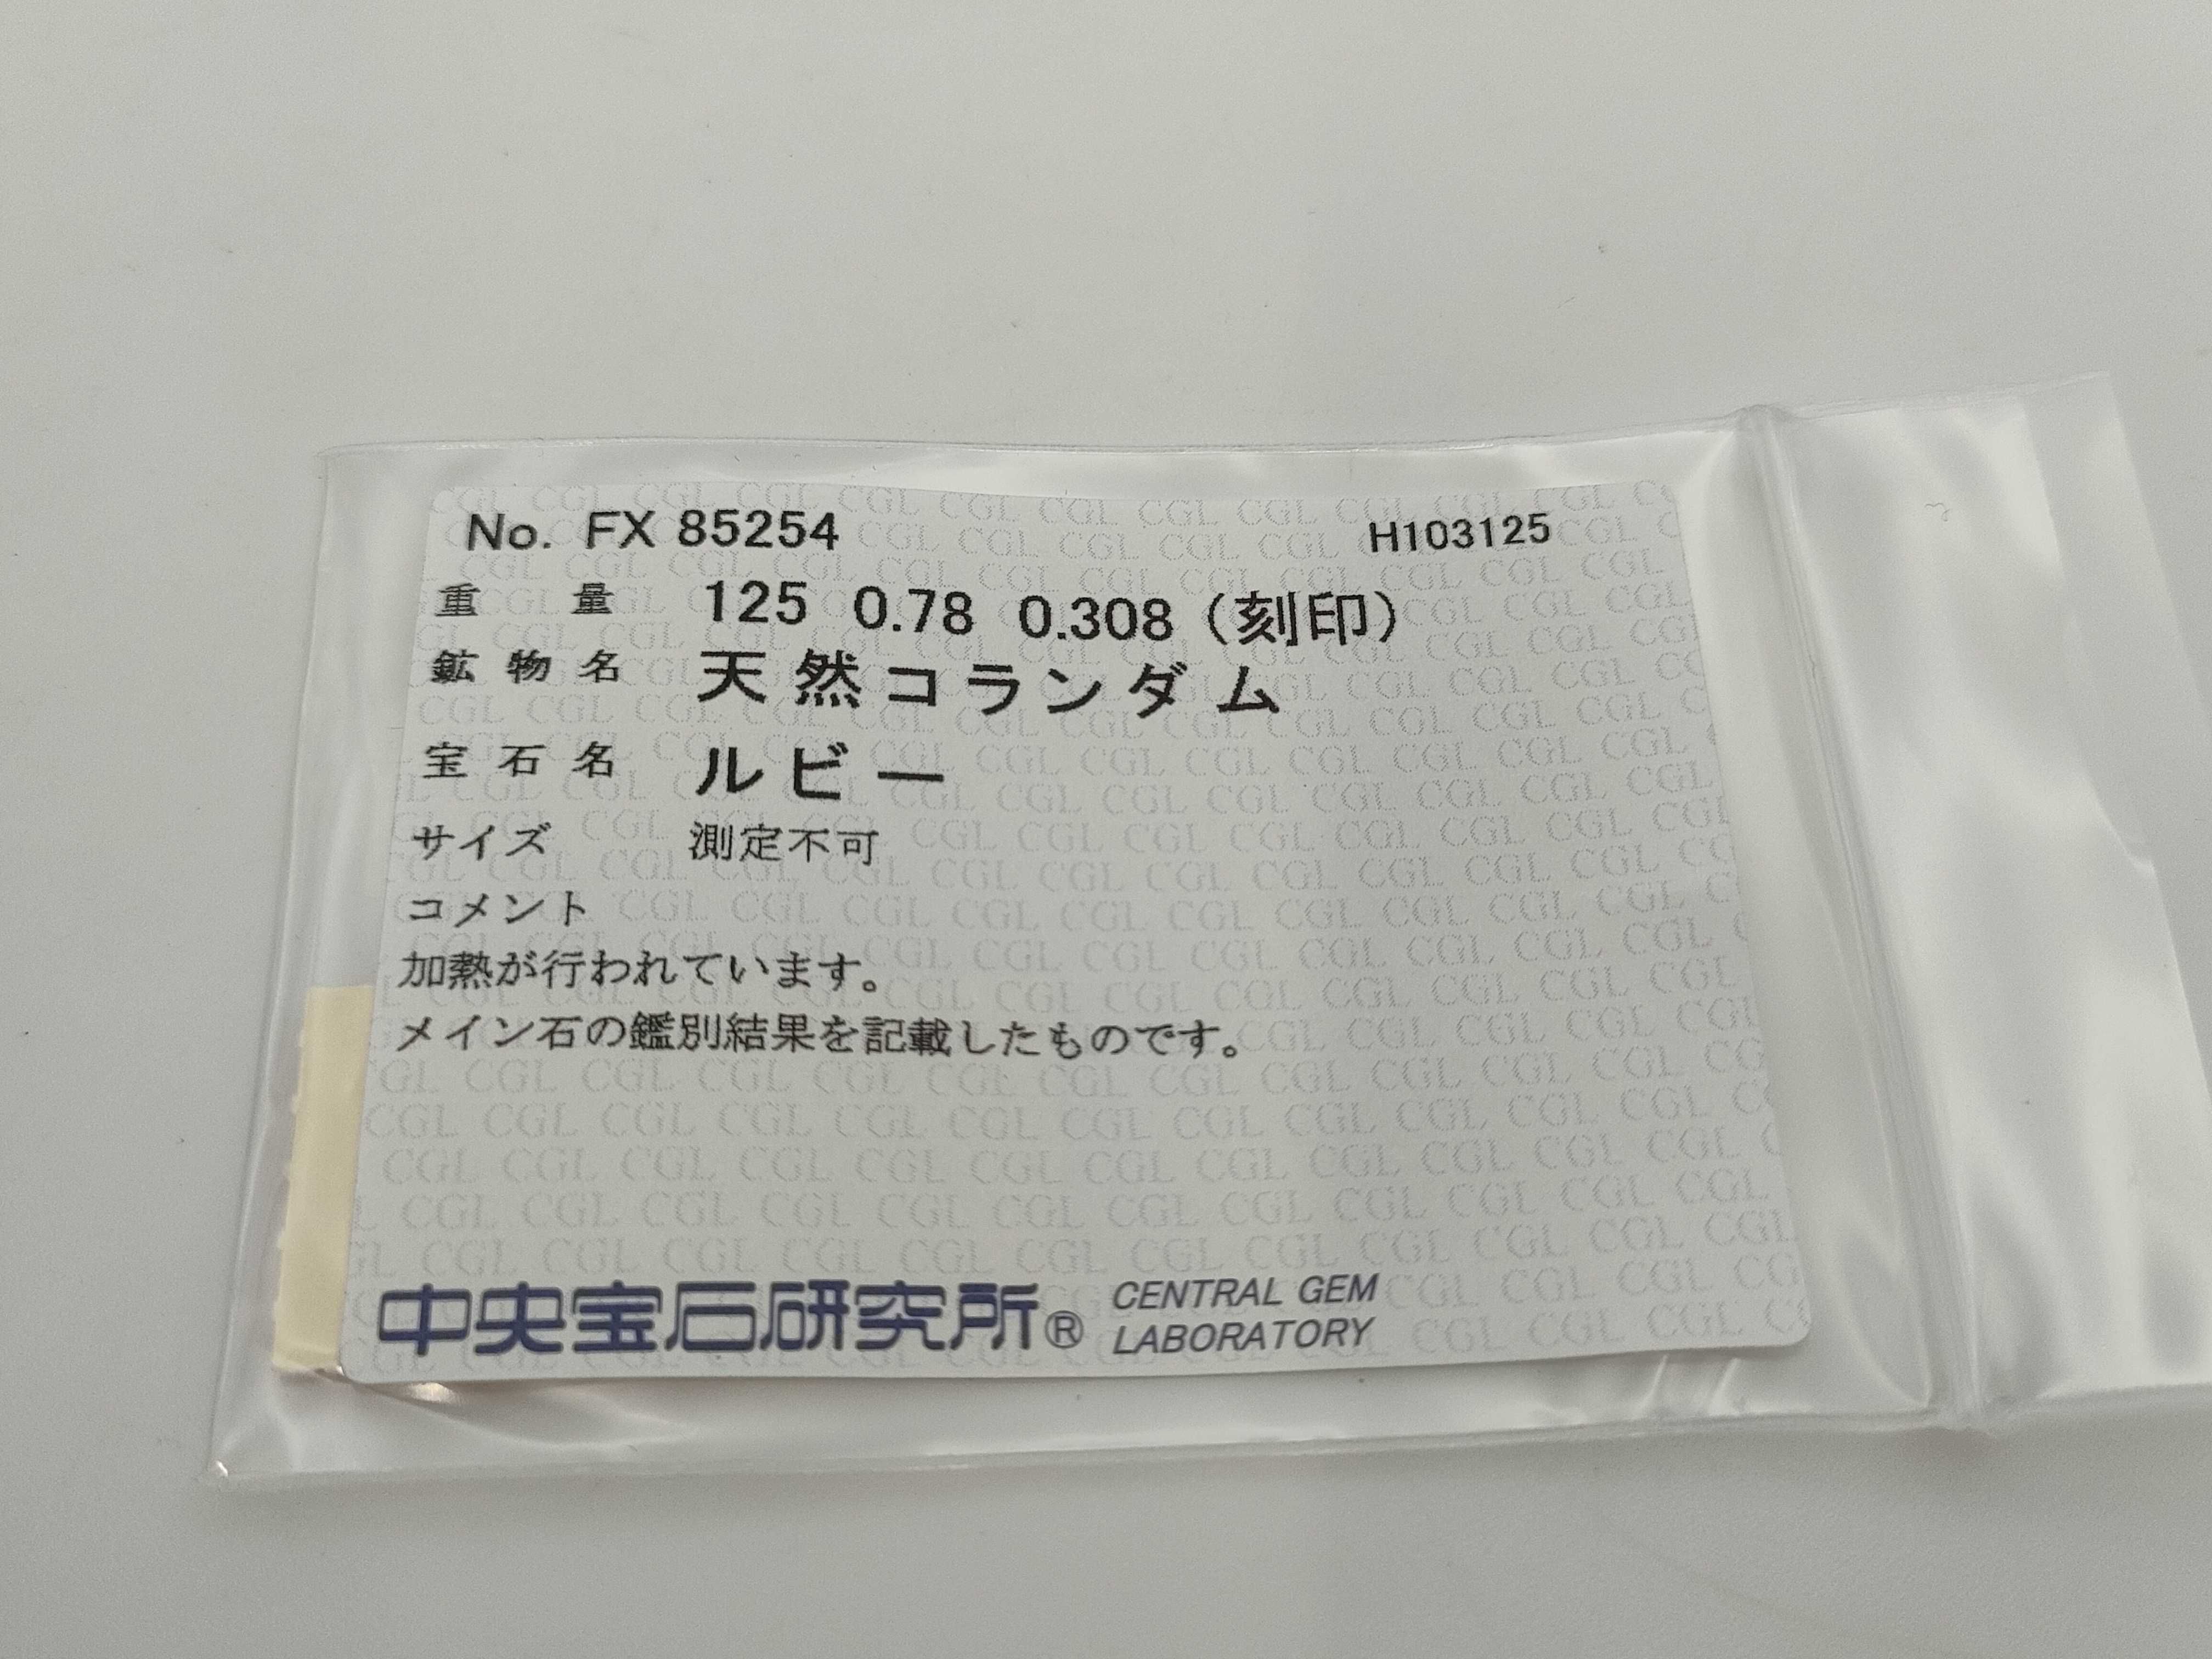 No. FX 85254 H103125
重量 125 0.78 0.308(刻印)
鉱物名 天然コランダム
宝石名 ルビー
サイズ 測定不可
コメント
加熱が行われています。
メイン石の鑑別結果を記載したものです。
中央宝石研究所® CENTRAL GEM
LABORATORY